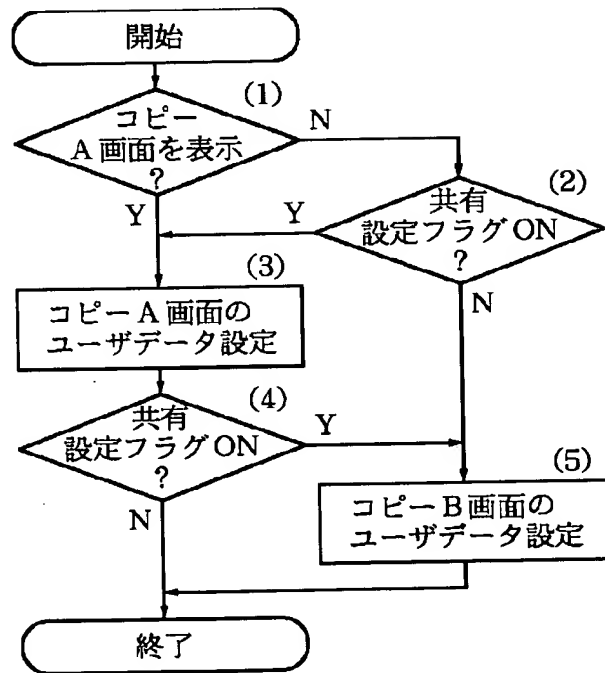 開始
(1)
コピー
A画面を表示
?
N
Y
(2)
共有
設定フラグON
?
Y
N
(3)
コピーA画面の
ユーザデータ設定
(4)
共有
設定フラグON
?
Y
N
(5)
コピーB画面の
ユーザデータ設定
終了